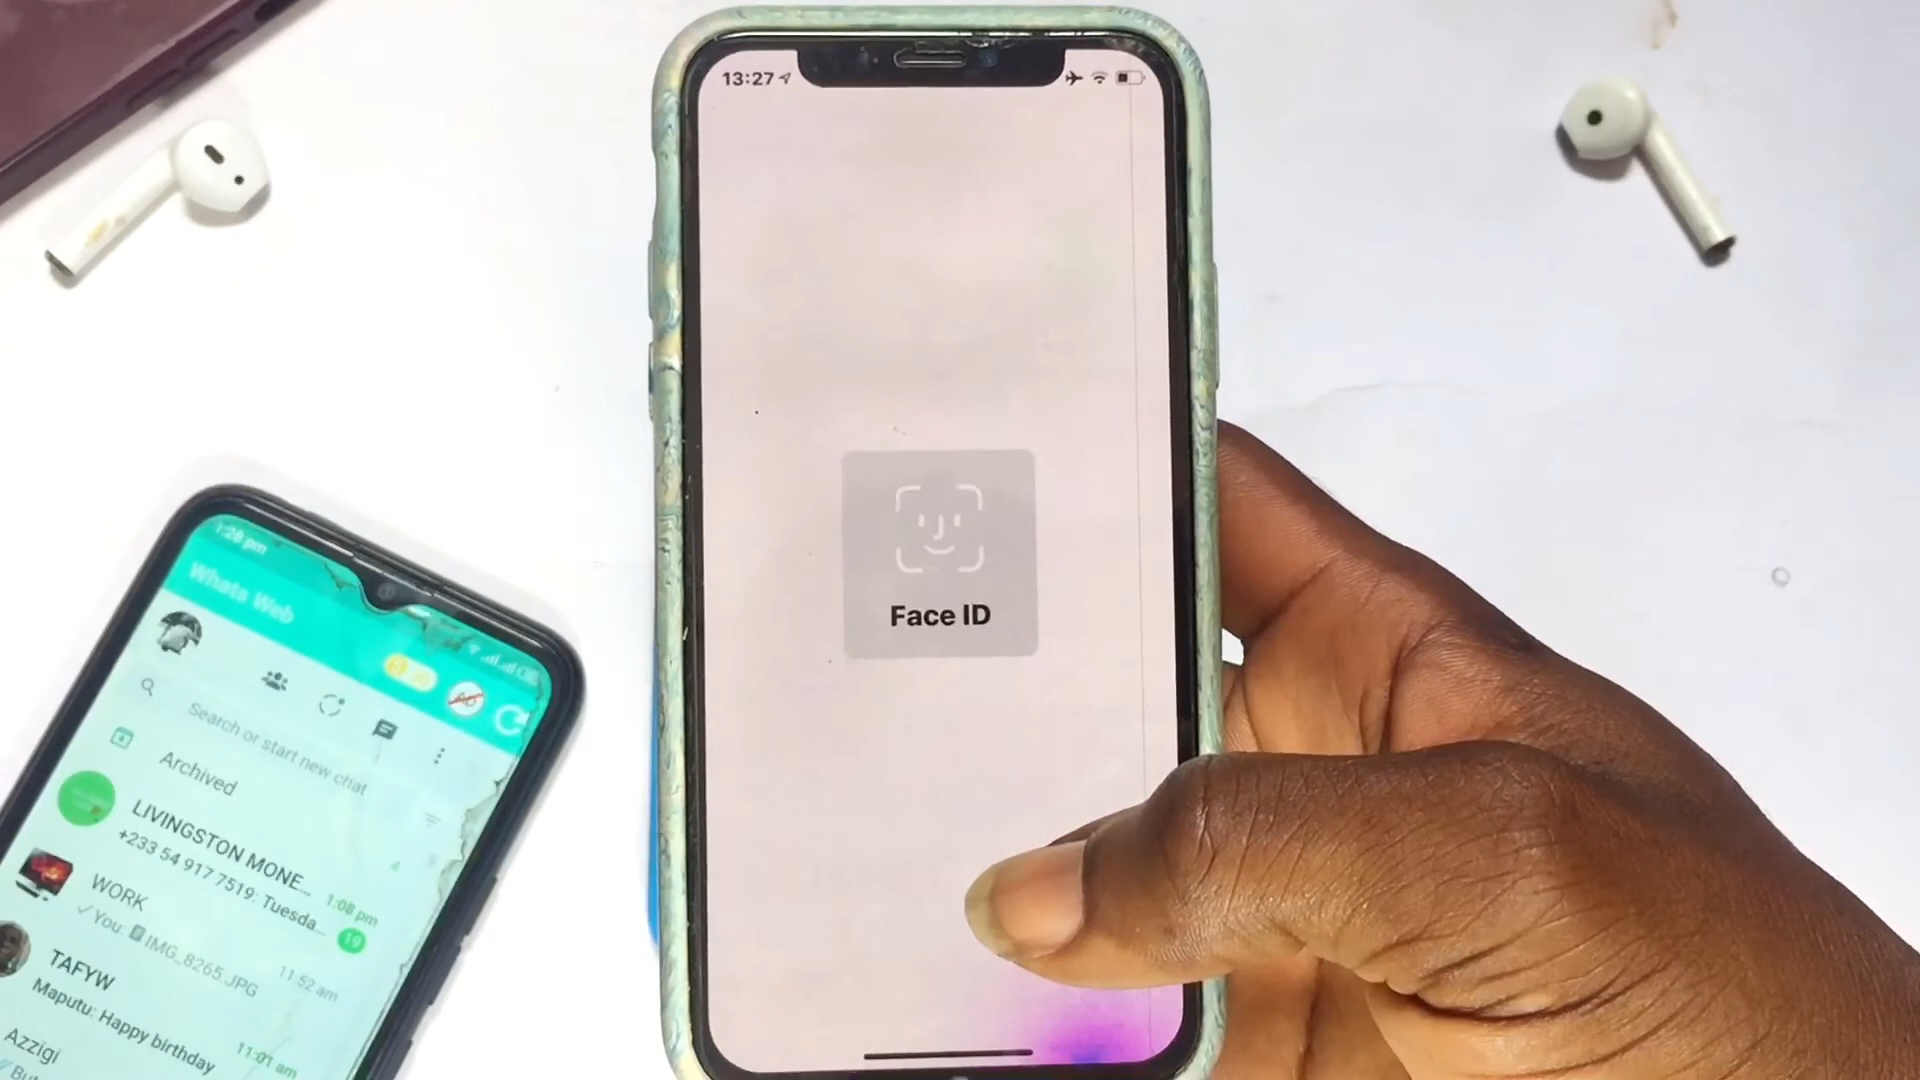 13:27
Face ID
1:28 pm
Whats Web
Search or start new chat
Archived
4
LIVINGSTON MONE...
1:08 pm
+233 54 917 7519: Tuesda...
19
WORK
11:52 am
You: IMG_8265.JPG
TAFYW
11:01 am
Maputu: Happy birthday
Azzigi